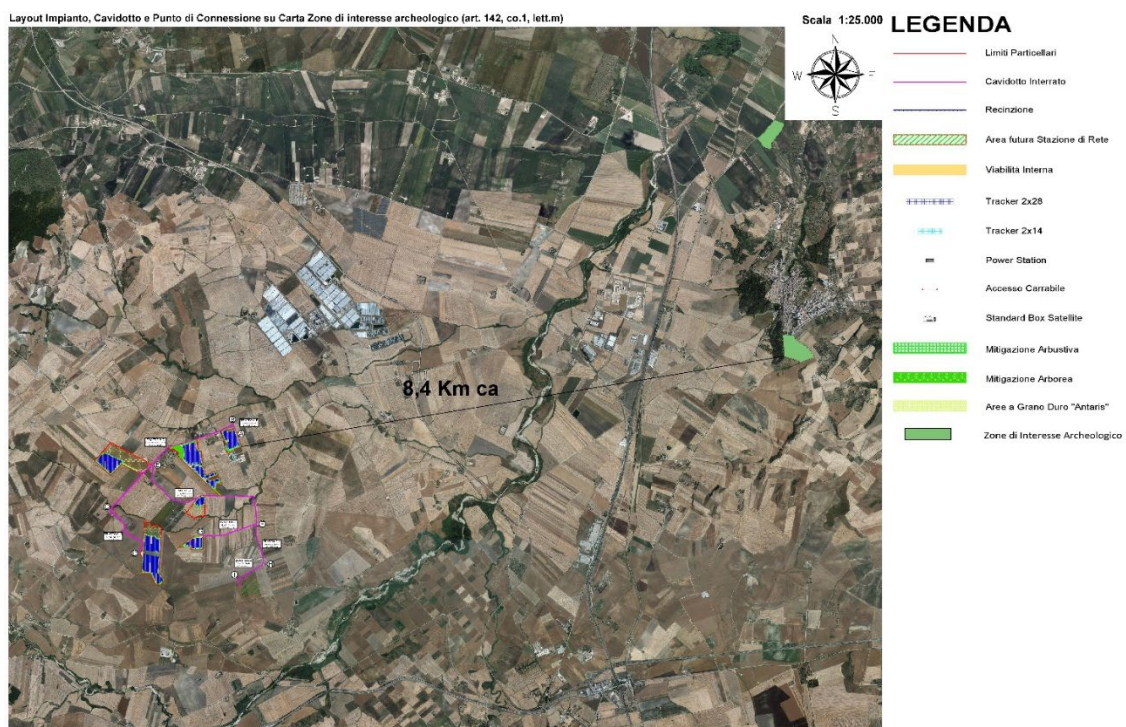 Layout Impianto, Cavidotto e Punto di Connessione su Carta Zone di interesse archeologico (art. 142, co.1, lett.m)
Scala 1:25.000
LEGENDA
N
W
E
S
Limiti Particellari
Cavidotto Interrato
Recinzione
Area futura Stazione di Rete
Viabilità Interna
Tracker 2x28
Tracker 2x14
Power Station
Accesso Carrabile
Standard Box Satellite
Mitigazione Arbustiva
Mitigazione Arborea
Aree a Grano Duro "Antaris"
Zone di Interesse Archeologico
8,4 Km ca